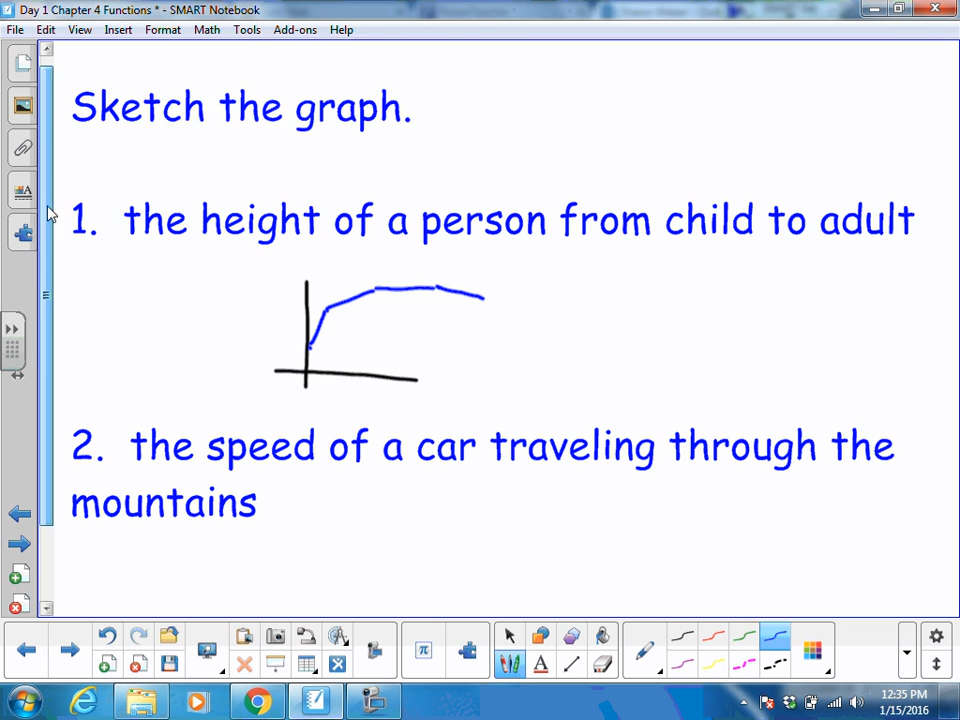 Day 1 Chapter 4 Functions * - SMART Notebook
File Edit View Insert Format Math Tools Add-ons Help
Sketch the graph.
1. the height of a person from child to adult
2. the speed of a car traveling through the
mountains
12:35 PM
1/15/2016